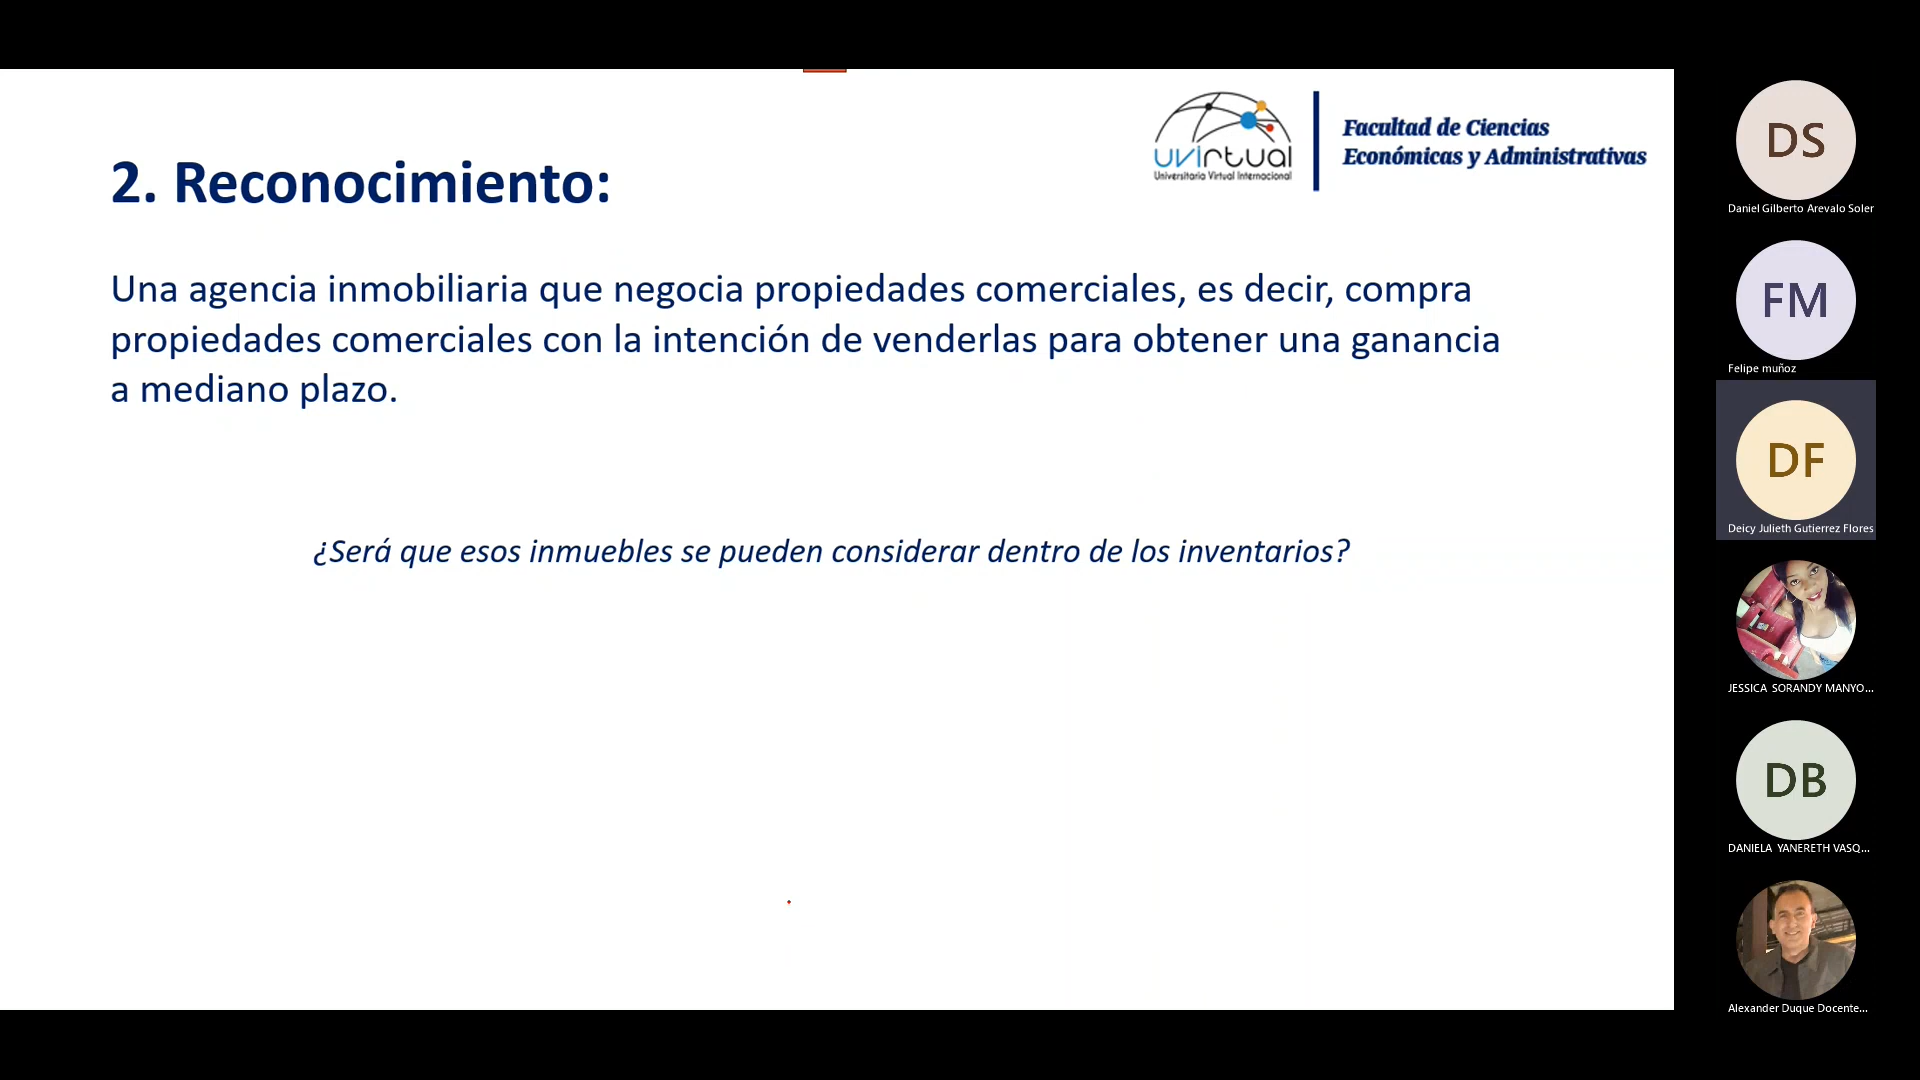 2. Reconocimiento:
uvirtual
Universitaria Virtual Internacional
Facultad de Ciencias
Económicas y Administrativas
Una agencia inmobiliaria que negocia propiedades comerciales, es decir, compra
propiedades comerciales con la intención de venderlas para obtener una ganancia
a mediano plazo.
¿Será que esos inmuebles se pueden considerar dentro de los inventarios?
DS
Daniel Gilberto Arevalo Soler
FM
Felipe muñoz
DF
Deicy Julieth Gutierrez Flores
JESSICA SORANDY MANYO...
DB
DANIELA YANERETH VASQ...
Alexander Duque Docente...